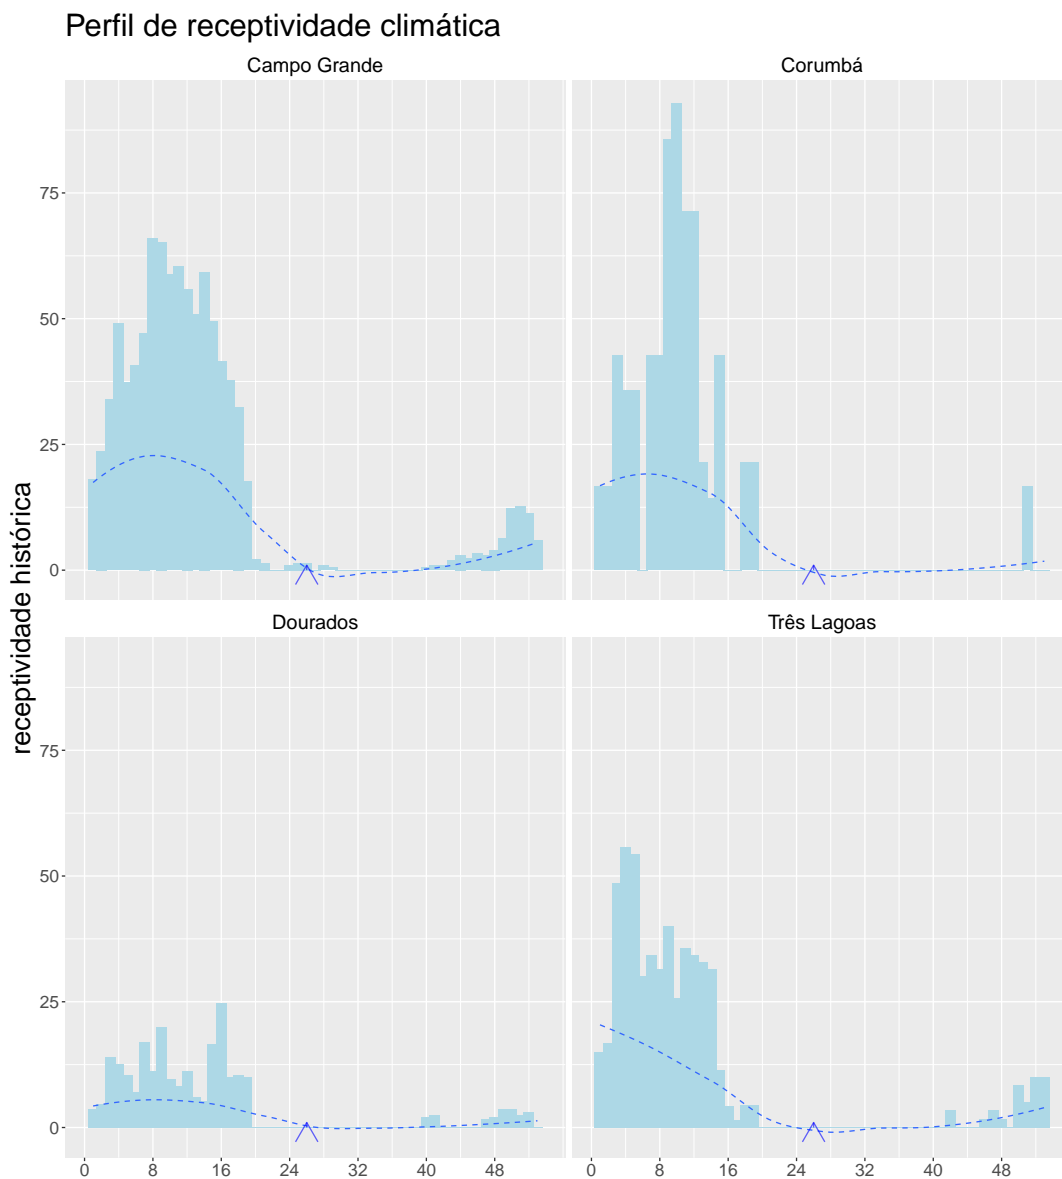 Perfil de receptividade climática
Campo Grande
Corumbá
75
50
25
0
Dourados
Três Lagoas
75
50
25
0
receptividade histórica
0 8 16 24 32 40 48
0 8 16 24 32 40 48